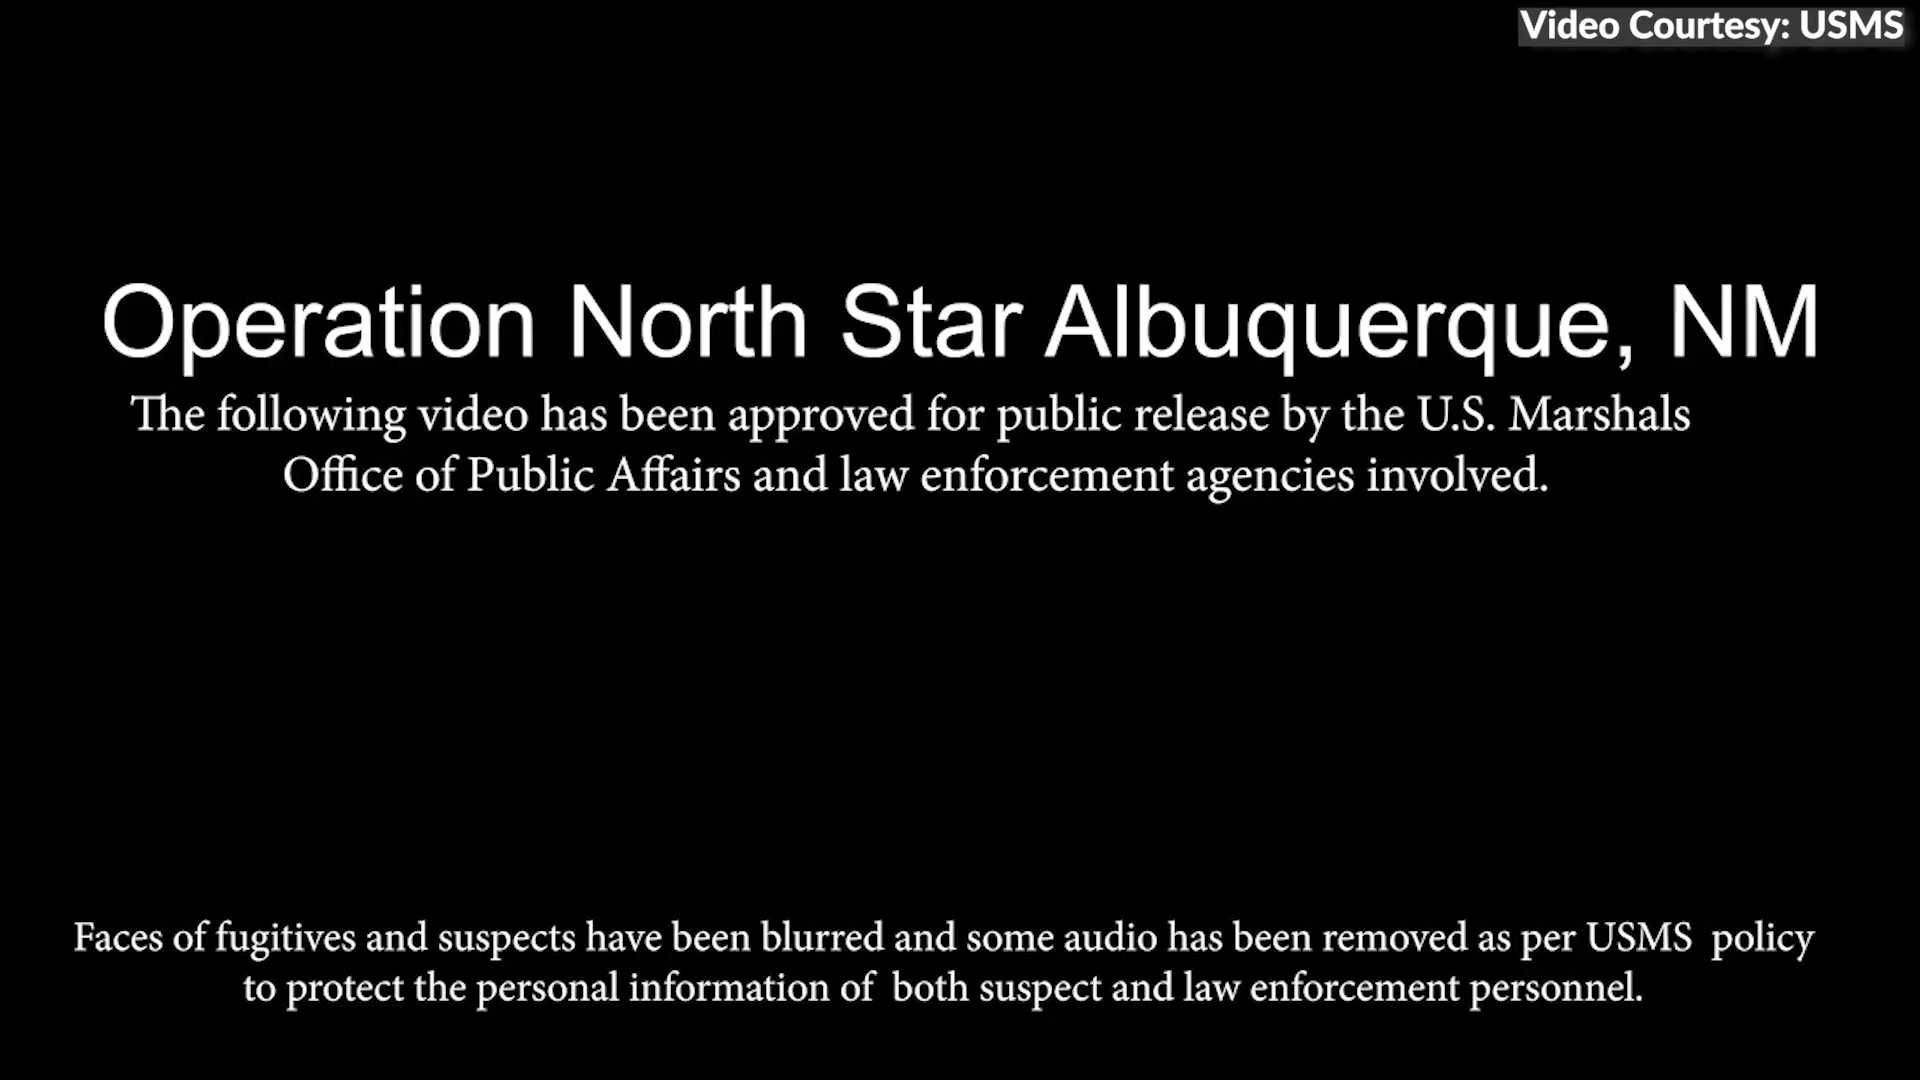 Video Courtesy: USMS
Operation North Star Albuquerque, NM
The following video has been approved for public release by the U.S. Marshals
Office of Public Affairs and law enforcement agencies involved.
Faces of fugitives and suspects have been blurred and some audio has been removed as per USMS policy
to protect the personal information of both suspect and law enforcement personnel.